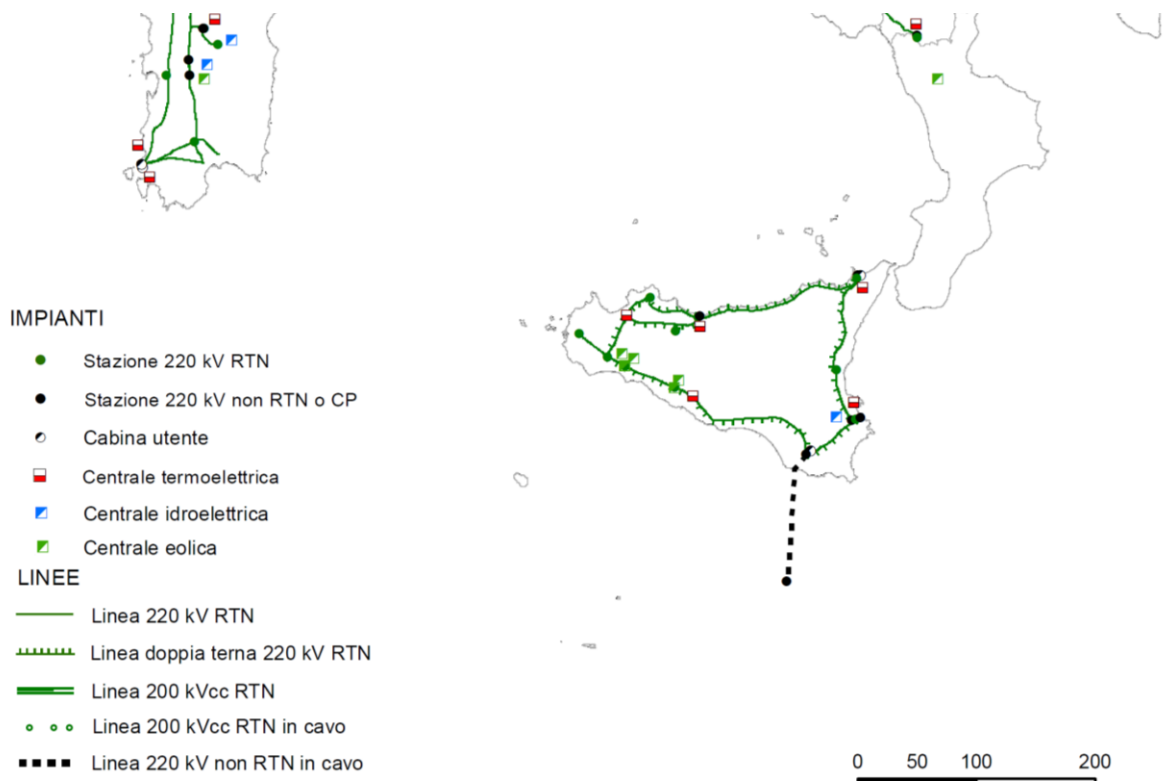 IMPIANTI
Stazione 220 kV RTN
Stazione 220 kV non RTN o CP
Cabina utente
Centrale termoelettrica
Centrale idroelettrica
Centrale eolica
LINEE
Linea 220 kV RTN
Linea doppia terna 220 kV RTN
Linea 200 kVcc RTN
Linea 200 kVcc RTN in cavo
Linea 220 kV non RTN in cavo
0 50 100 200